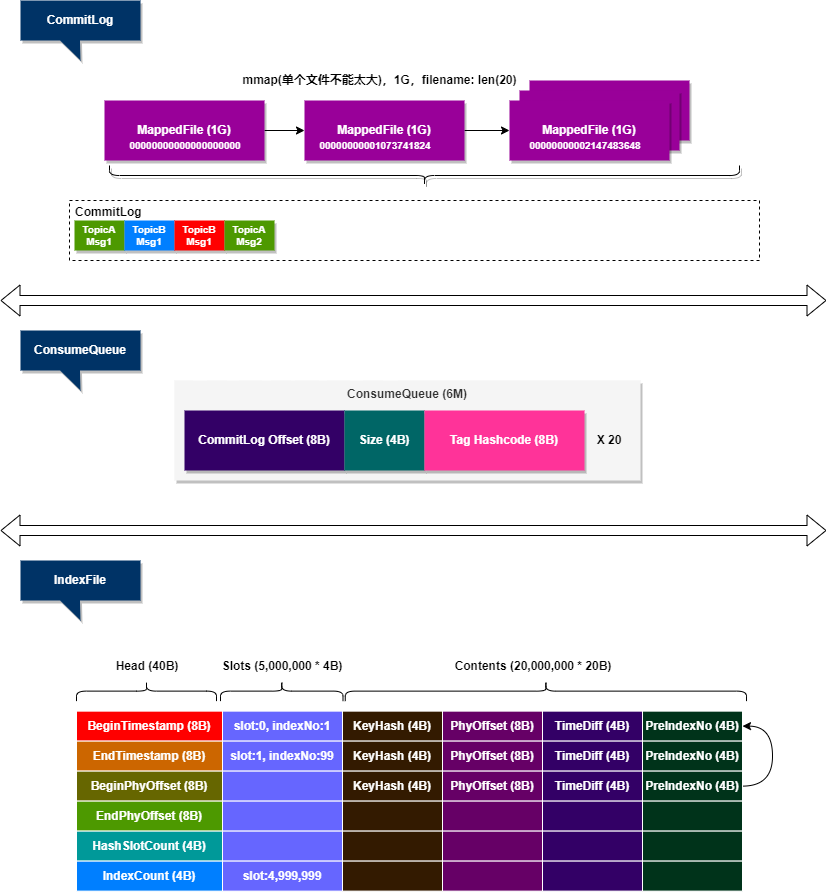 CommitLog
mmap(单个文件不能太大)，1G，filename: len(20)
MappedFile (1G)
00000000000000000000
MappedFile (1G)
00000000001073741824
MappedFile (1G)
00000000002147483648
CommitLog
TopicA
Msg1
TopicB
Msg1
TopicB
Msg1
TopicA
Msg2
ConsumeQueue
ConsumeQueue (6M)
CommitLog Offset (8B)
Size (4B)
Tag Hashcode (8B)
X 20
IndexFile
Head (40B)
Slots (5,000,000 * 4B)
Contents (20,000,000 * 20B)
BeginTimestamp (8B)
slot:0, indexNo:1
KeyHash (4B)
PhyOffset (8B)
TimeDiff (4B)
PreIndexNo (4B)
EndTimestamp (8B)
slot:1, indexNo:99
KeyHash (4B)
PhyOffset (8B)
TimeDiff (4B)
PreIndexNo (4B)
BeginPhyOffset (8B)
KeyHash (4B)
PhyOffset (8B)
TimeDiff (4B)
PreIndexNo (4B)
EndPhyOffset (8B)
HashSlotCount (4B)
IndexCount (4B)
slot:4,999,999